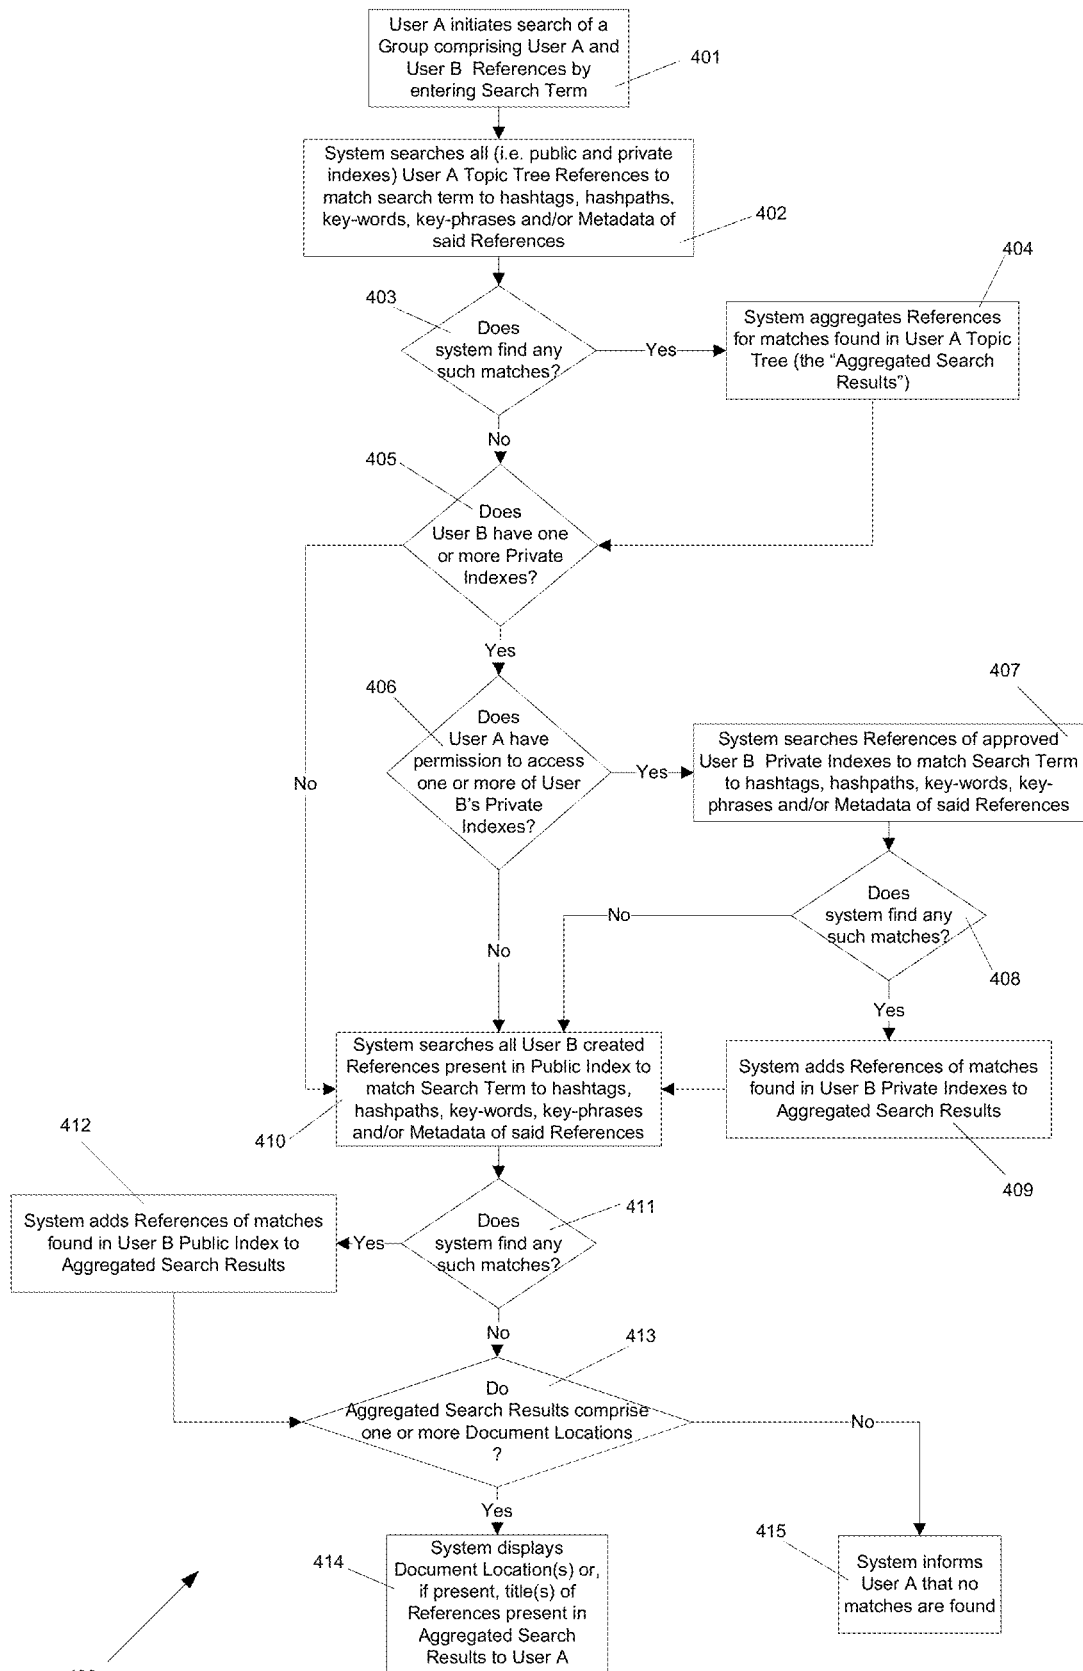 User A initiates search of a
Group comprising User A and
User B References by
entering Search Term
401
System searches all (i.e. public and private
indexes) User A Topic Tree References to
match search term to hashtags, hashpaths,
key-words, key-phrases and/or Metadata of
said References
402
403
Does
system find any
such matches?
Yes
404
System aggregates References
for matches found in User A Topic
Tree (the “Aggregated Search
Results”)
No
405
Does
User B have one
or more Private
Indexes?
No
Yes
406
Does
User A have
permission to access
one or more of User
B's Private
Indexes?
Yes
407
System searches References of approved
User B Private Indexes to match Search Term
to hashtags, hashpaths, key-words, key-
phrases and/or Metadata of said References
No
No
Does
system find any
such matches?
408
Yes
System searches all User B created
References present in Public Index to
match Search Term to hashtags,
hashpaths, key-words, key-phrases
and/or Metadata of said References
410
System adds References of matches
found in User B Private Indexes to
Aggregated Search Results
409
412
System adds References of matches
found in User B Public Index to
Aggregated Search Results
Yes
Does
system find any
such matches?
411
No
413
Do
Aggregated Search Results comprise
one or more Document Locations
?
No
Yes
414
System displays
Document Location(s) or,
if present, title(s) of
References present in
Aggregated Search
Results to User A
415
System informs
User A that no
matches are found